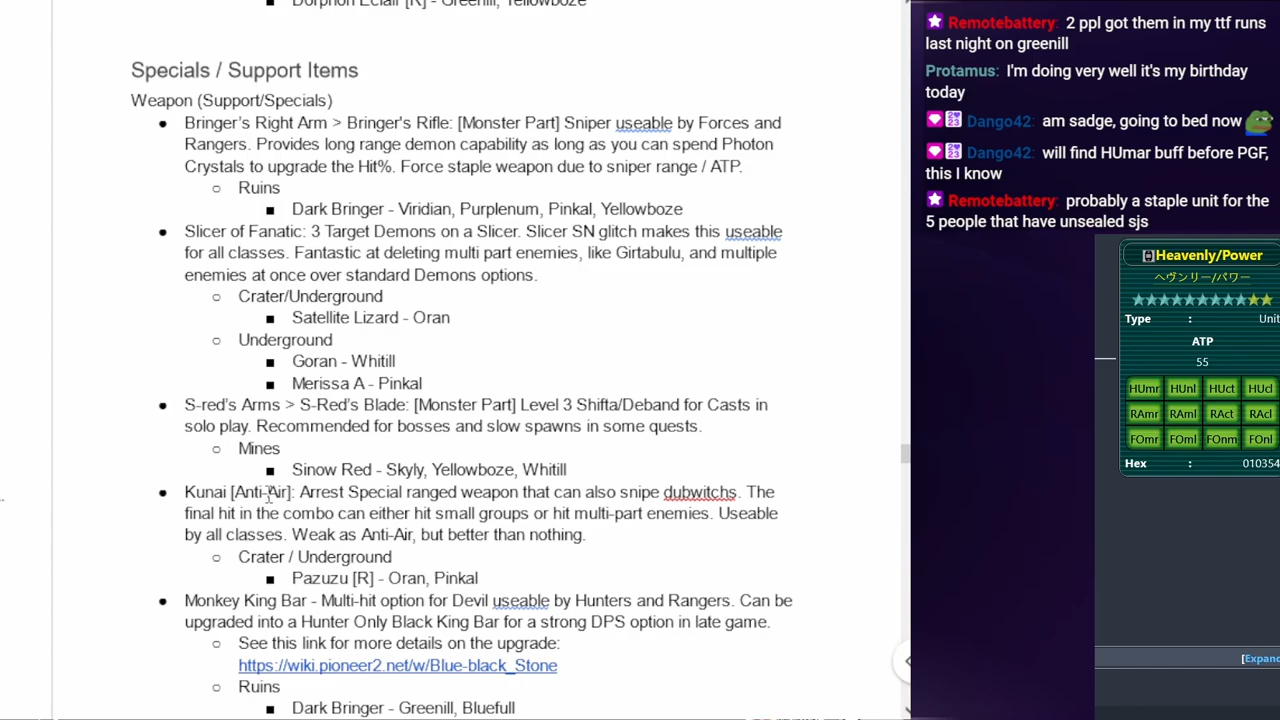 Dorphon Eclair [R] - Greenill, Yellowboze
Specials / Support Items
Weapon (Support/Specials)
● Bringer's Right Arm > Bringer's Rifle: [Monster Part] Sniper useable by Forces and
Rangers. Provides long range demon capability as long as you can spend Photon
Crystals to upgrade the Hit%. Force staple weapon due to sniper range / ATP.
○ Ruins
■ Dark Bringer - Viridian, Purplenum, Pinkal, Yellowboze
● Slicer of Fanatic: 3 Target Demons on a Slicer. Slicer SN glitch makes this useable
for all classes. Fantastic at deleting multi part enemies, like Girtabulu, and multiple
enemies at once over standard Demons options.
○ Crater/Underground
■ Satellite Lizard - Oran
○ Underground
■ Goran - Whitill
■ Merissa A - Pinkal
● S-red's Arms > S-Red's Blade: [Monster Part] Level 3 Shifta/Deband for Casts in
solo play. Recommended for bosses and slow spawns in some quests.
○ Mines
■ Sinow Red - Skyly, Yellowboze, Whitill
● Kunai [Anti-Air]: Arrest Special ranged weapon that can also snipe dubwitchs. The
final hit in the combo can either hit small groups or hit multi-part enemies. Useable
by all classes. Weak as Anti-Air, but better than nothing.
○ Crater / Underground
■ Pazuzu [R] - Oran, Pinkal
● Monkey King Bar - Multi-hit option for Devil useable by Hunters and Rangers. Can be
upgraded into a Hunter Only Black King Bar for a strong DPS option in late game.
○ See this link for more details on the upgrade:
https://wiki.pioneer2.net/w/Blue-black_Stone
○ Ruins
■ Dark Bringer - Greenill, Bluefull
Remotebattery: 2 ppl got them in my ttf runs
last night on greenill
Protamus: I'm doing very well it's my birthday
today
Dango42: am sadge, going to bed now
Dango42: will find HUmar buff before PGF,
this I know
Remotebattery: probably a staple unit for the
5 people that have unsealed sjs
Heavenly/Power
ヘヴンリー/パワー
★★★★★★★★★★★
Type : Unit
ATP
55
HUmr HUnl HUct HUcl
RAmr RAml RAct RAcl
FOmr FOml FOnm FOnl
Hex : 010354
[Expand